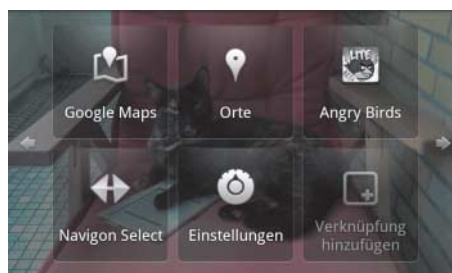 LITE
Google Maps
Orte
Angry Birds
Navigon Select
Einstellungen
Verknüpfung
hinzufügen